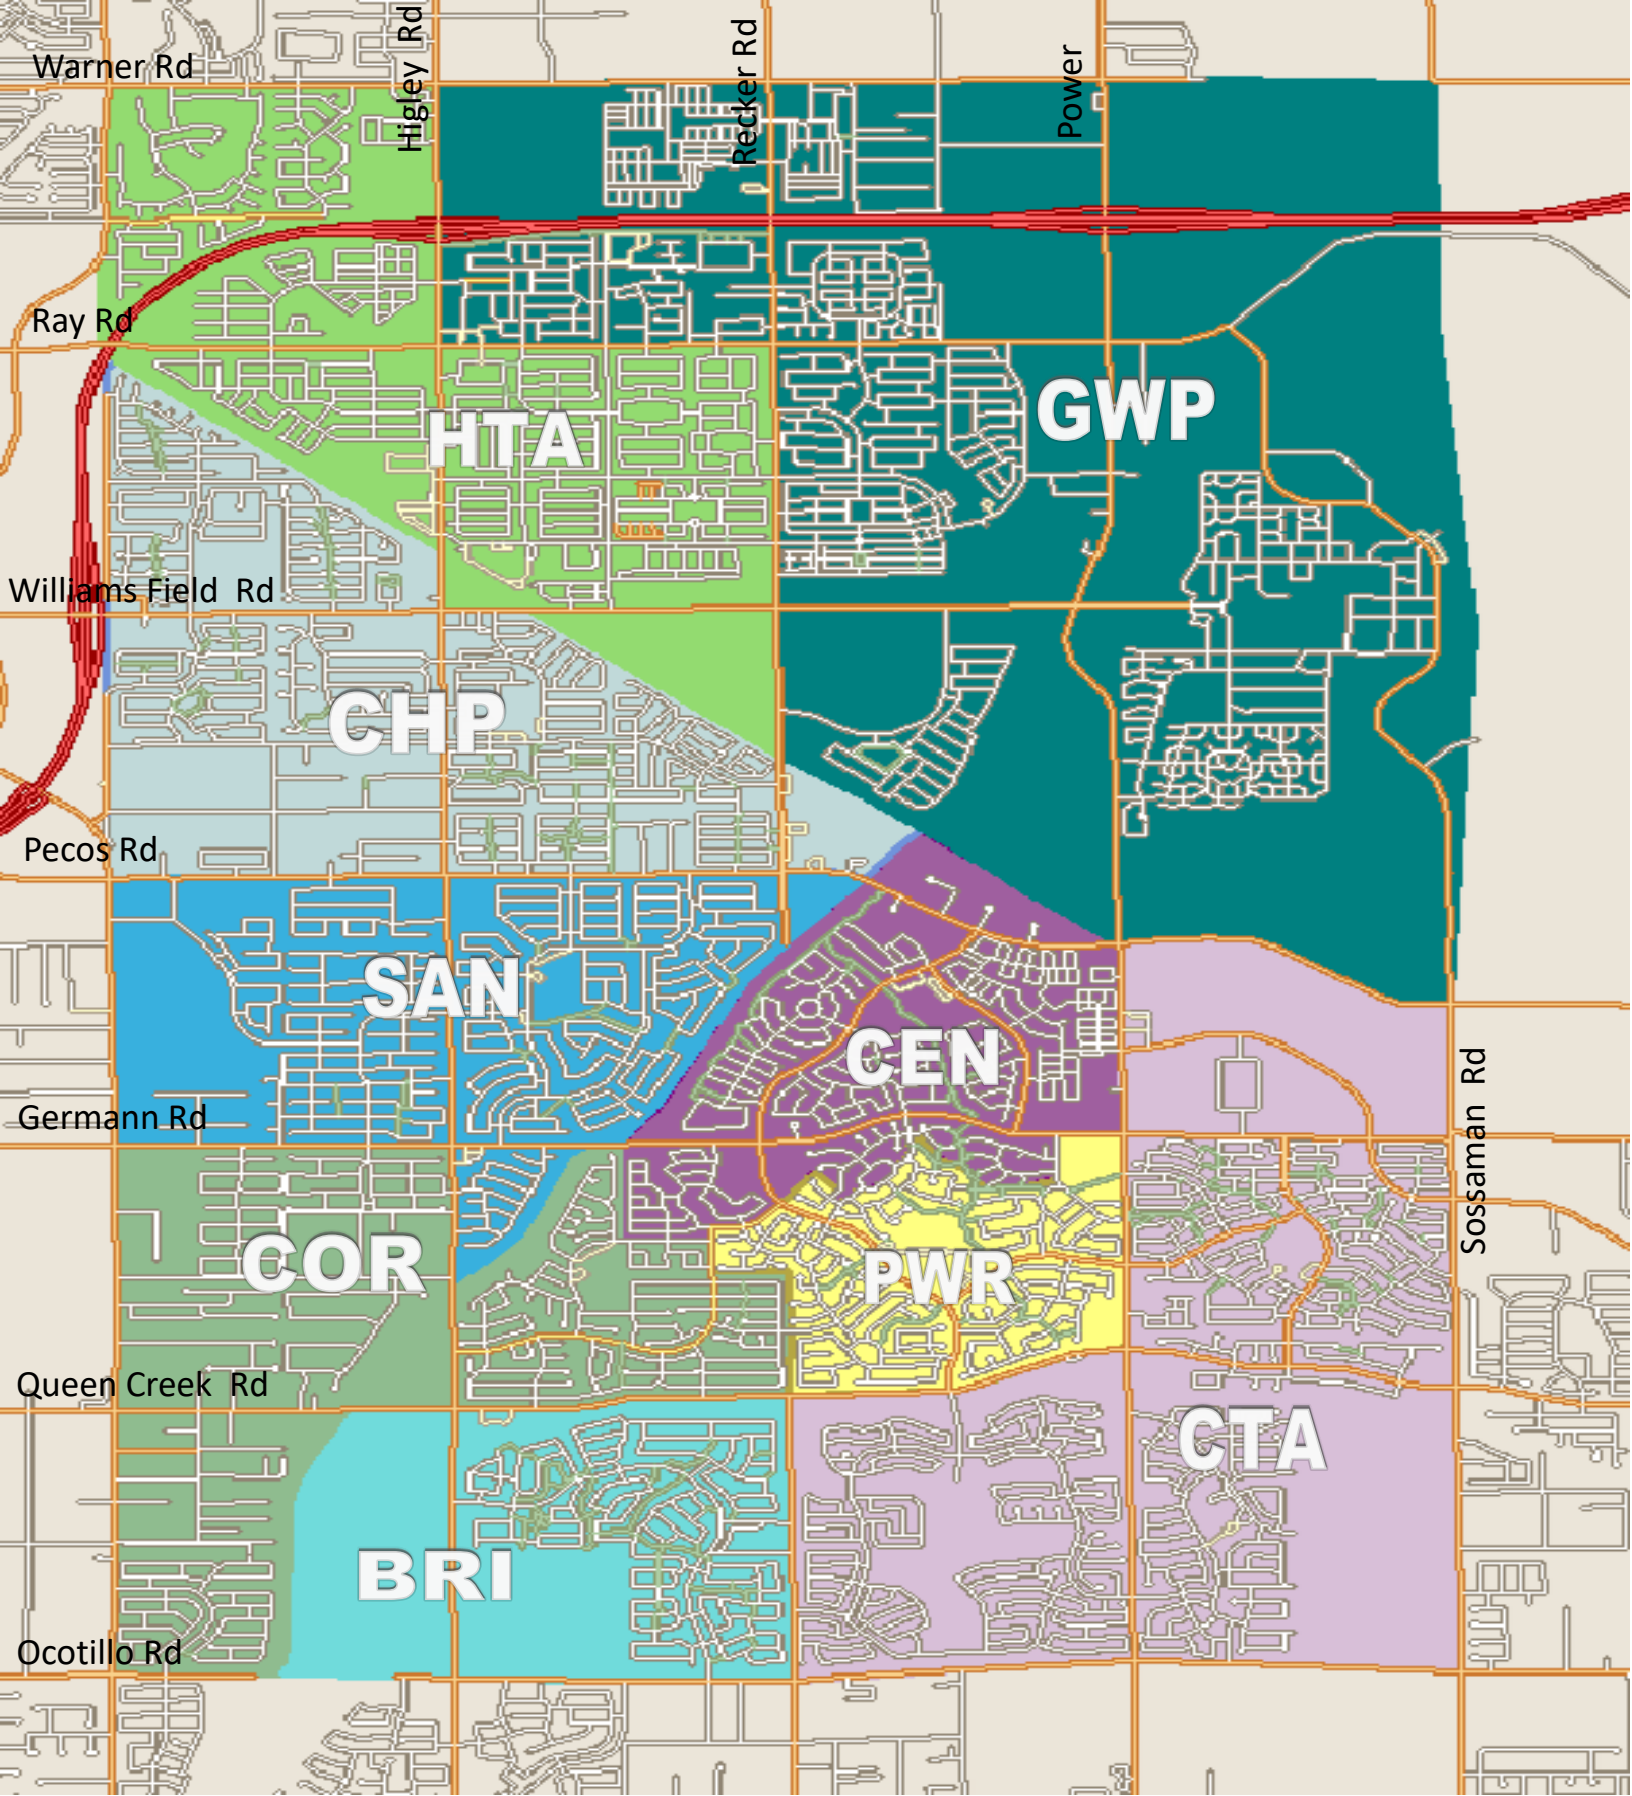 Higley Rd
Recker Rd
Power
Warner Rd
Ray Rd
GWP
HTA
Williams Field Rd
CHP
Pecos Rd
SAN
CEN
Germann Rd
Sossaman Rd
COR
PWR
Queen Creek Rd
CTA
BRI
Ocotillo Rd